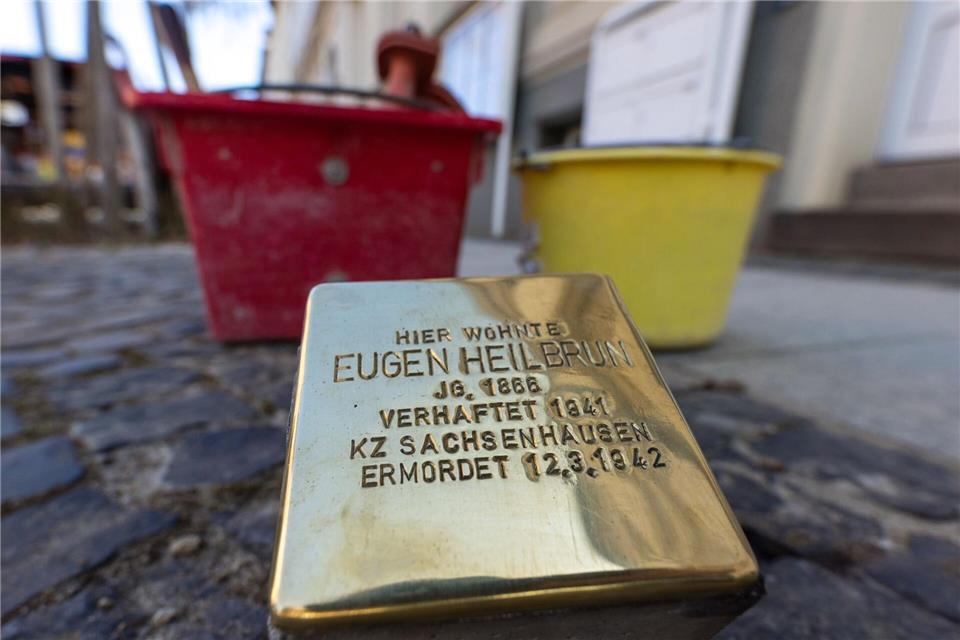 HIER WOHNTE
EUGEN HEILBRUN
JG. 1866
VERHAFTET 1941
KZ SACHSENHAUSEN
ERMORDET 12.3.1942